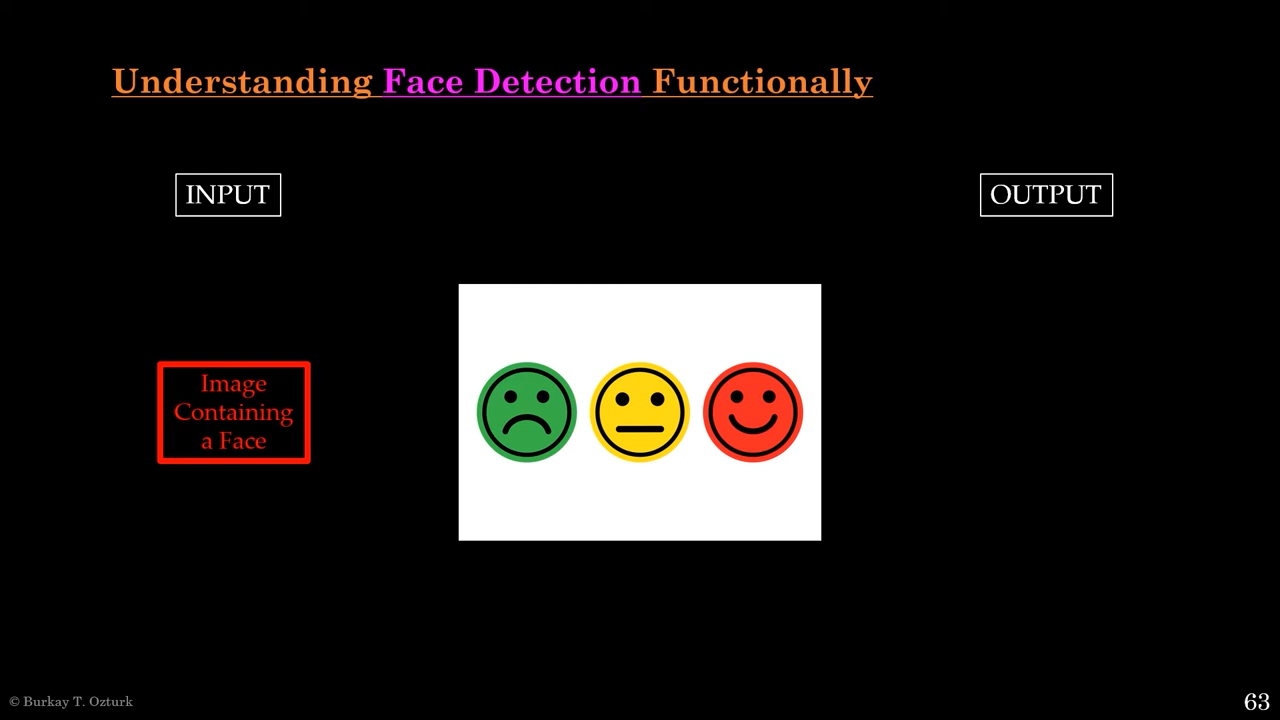 Understanding Face Detection Functionally
INPUT
OUTPUT
Image
Containing
a Face
© Burkay T. Ozturk
63